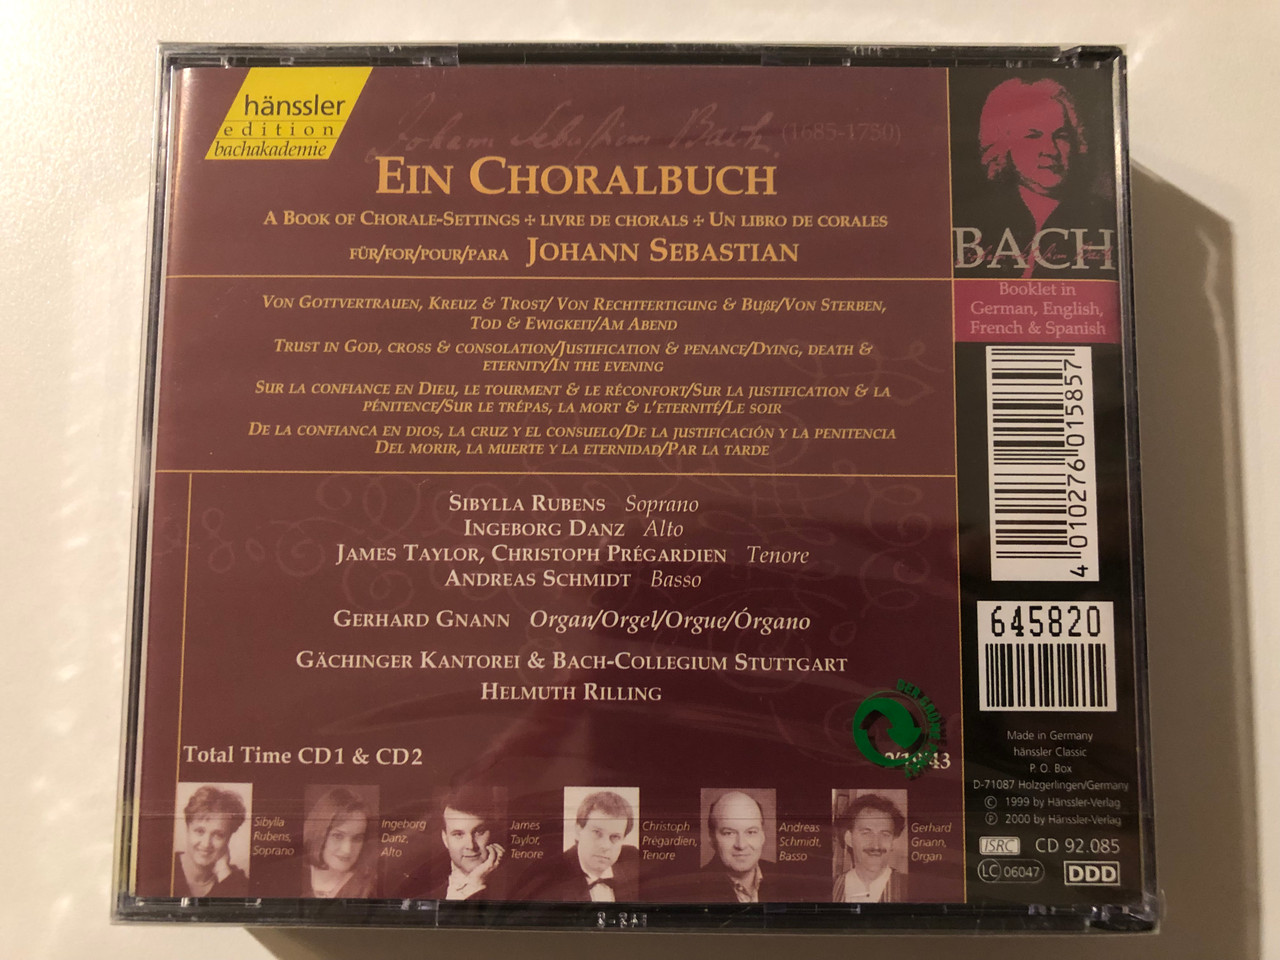 hänssler
edition
bachakademie
Johann Sebastian Bach (1685-1750)
EIN CHORALBUCH
A BOOK OF CHORALE-SETTINGS + LIVRE DE CHORALS + UN LIBRO DE CORALES
FÜR/FOR/POUR/PARA JOHANN SEBASTIAN
VON GOTTVERTRAUEN, KREUZ & TROST/ VON RECHTFERTIGUNG & BUßE/VON STERBEN,
TOD & EWIGKEIT/AM ABEND
TRUST IN GOD, CROSS & CONSOLATION/JUSTIFICATION & PENANCE/DYING, DEATH &
ETERNITY/IN THE EVENING
SUR LA CONFIANCE EN DIEU, LE TOURMENT & LE RÉCONFORT/SUR LA JUSTIFICATION & LA
PÉNITENCE/SUR LE TRÉPAS, LA MORT & L'ETERNITÉ/LE SOIR
DE LA CONFIANCA EN DIOS, LA CRUZ Y EL CONSUELO/DE LA JUSTIFICACIÓN Y LA PENITENCIA
DEL MORIR, LA MUERTE Y LA ETERNIDAD/PAR LA TARDE
SIBYLLA RUBENS Soprano
INGEBORG DANZ Alto
JAMES TAYLOR, CHRISTOPH PRÉGARDIEN Tenore
ANDREAS SCHMIDT Basso
GERHARD GNANN Organ/Orgel/Orgue/Órgano
GÄCHINGER KANTOREI & BACH-COLLEGIUM STUTTGART
HELMUTH RILLING
Total Time CD1 & CD2
Sibylla
Rubens,
Soprano
Ingeborg
Danz,
Alto
James
Taylor,
Tenore
Christoph
Prégardien,
Tenore
Andreas
Schmidt,
Basso
Gerhard
Gnann,
Organ
BACH
Booklet in
German, English,
French & Spanish
4 010276 015857
645820
Made in Germany
hänssler Classic
P. O. Box
D-71087 Holzgerlingen/Germany
© 1999 by Hänssler-Verlag
℗ 2000 by Hänssler-Verlag
ISRC CD 92.085
LC 06047 DDD